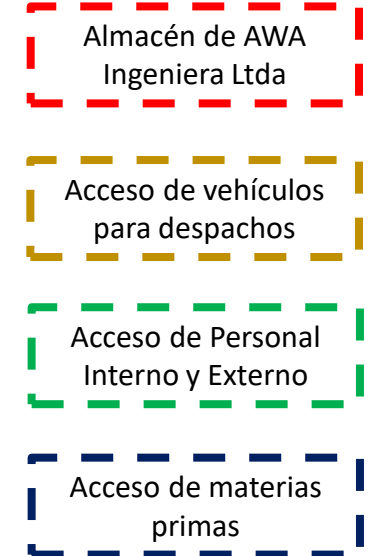 Almacén de AWA
Ingeniera Ltda
Acceso de vehículos
para despachos
Acceso de Personal
Interno y Externo
Acceso de materias
primas